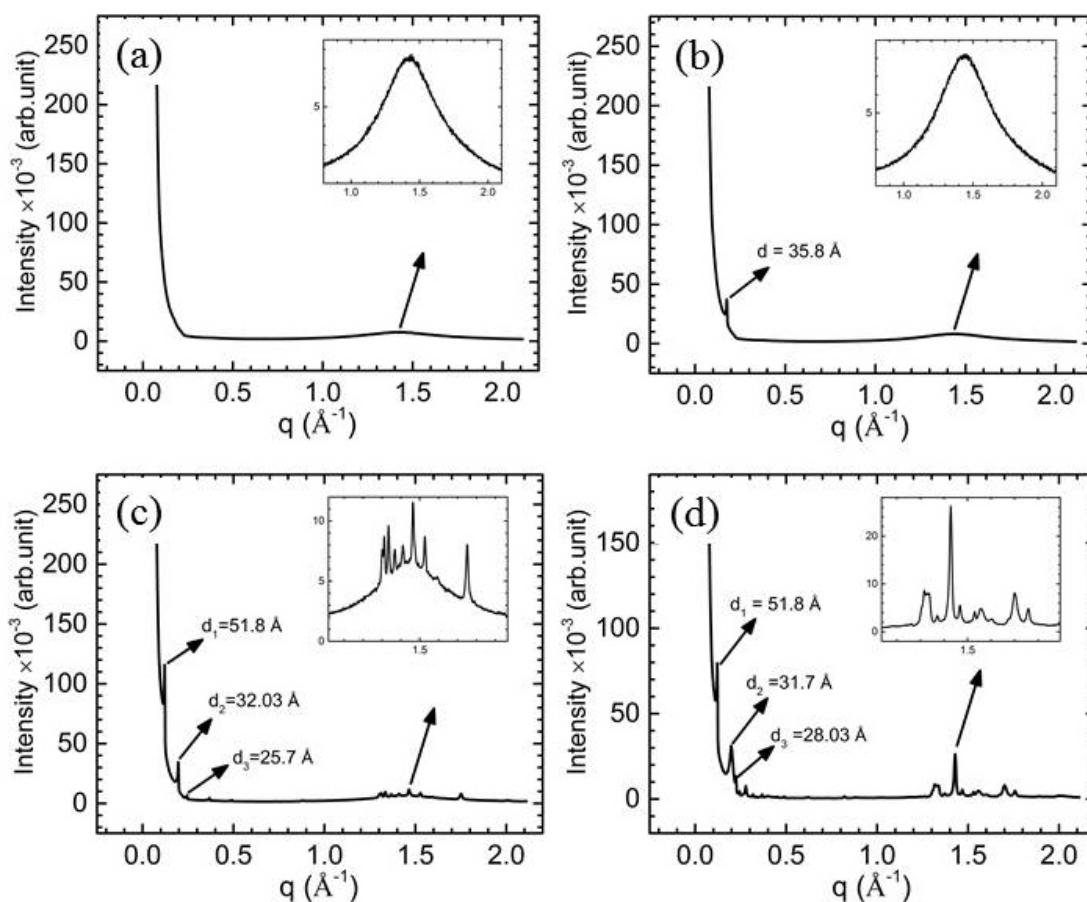 (a)
250
200
150
100
50
0
Intensity ×10⁻³ (arb.unit)
5
1.0 1.5 2.0
0.0 0.5 1.0 1.5 2.0
q (Å⁻¹)
(b)
250
200
150
100
50
0
Intensity ×10⁻³ (arb.unit)
5
1.0 1.5 2.0
d = 35.8 Å
0.0 0.5 1.0 1.5 2.0
q (Å⁻¹)
(c)
250
200
150
100
50
0
Intensity ×10⁻³ (arb.unit)
10
5
0
1.5
d₁=51.8 Å
d₂=32.03 Å
d₃=25.7 Å
0.0 0.5 1.0 1.5 2.0
q (Å⁻¹)
(d)
150
100
50
0
Intensity ×10⁻³ (arb.unit)
20
10
0
1.5
d₁ = 51.8 Å
d₂ =31.7 Å
d₃ =28.03 Å
0.0 0.5 1.0 1.5 2.0
q (Å⁻¹)